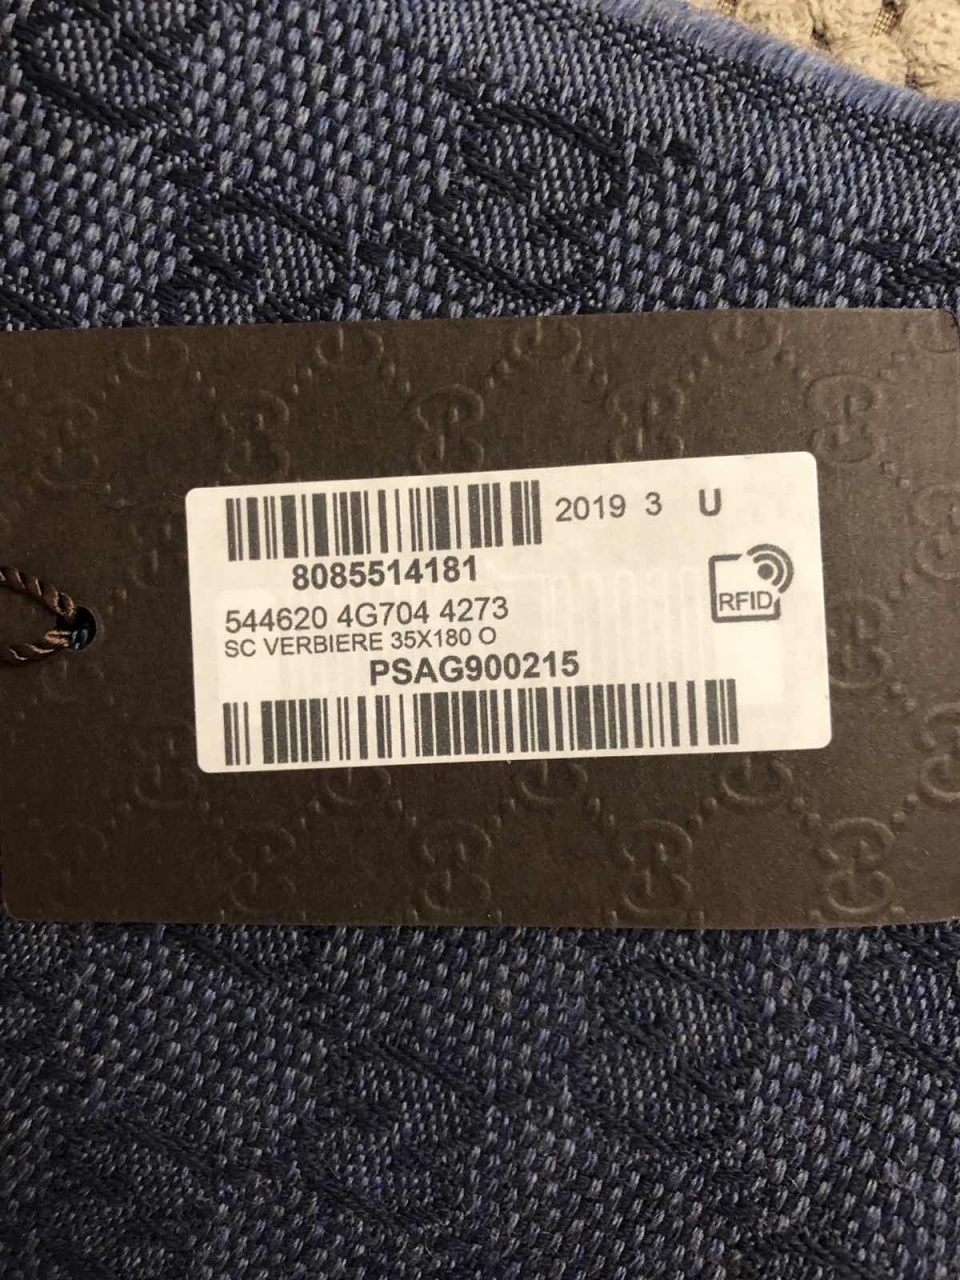 2019 3 U
8085514181
RFID
544620 4G704 4273
SC VERBIERE 35X180 O
PSAG900215